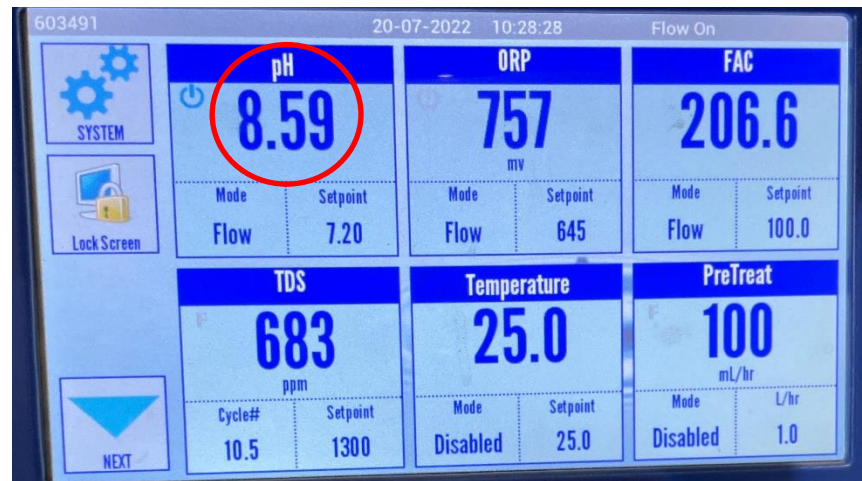 603491 20-07-2022 10:28:28 Flow On
SYSTEM
Lock Screen
NEXT
pH
8.59
Mode Setpoint
Flow 7.20
ORP
757
mv
Mode Setpoint
Flow 645
FAC
206.6
Mode Setpoint
Flow 100.0
TDS
F
683
ppm
Cycle# Setpoint
10.5 1300
Temperature
25.0
Mode Setpoint
Disabled 25.0
PreTreat
F
100
mL/hr
Mode L/hr
Disabled 1.0